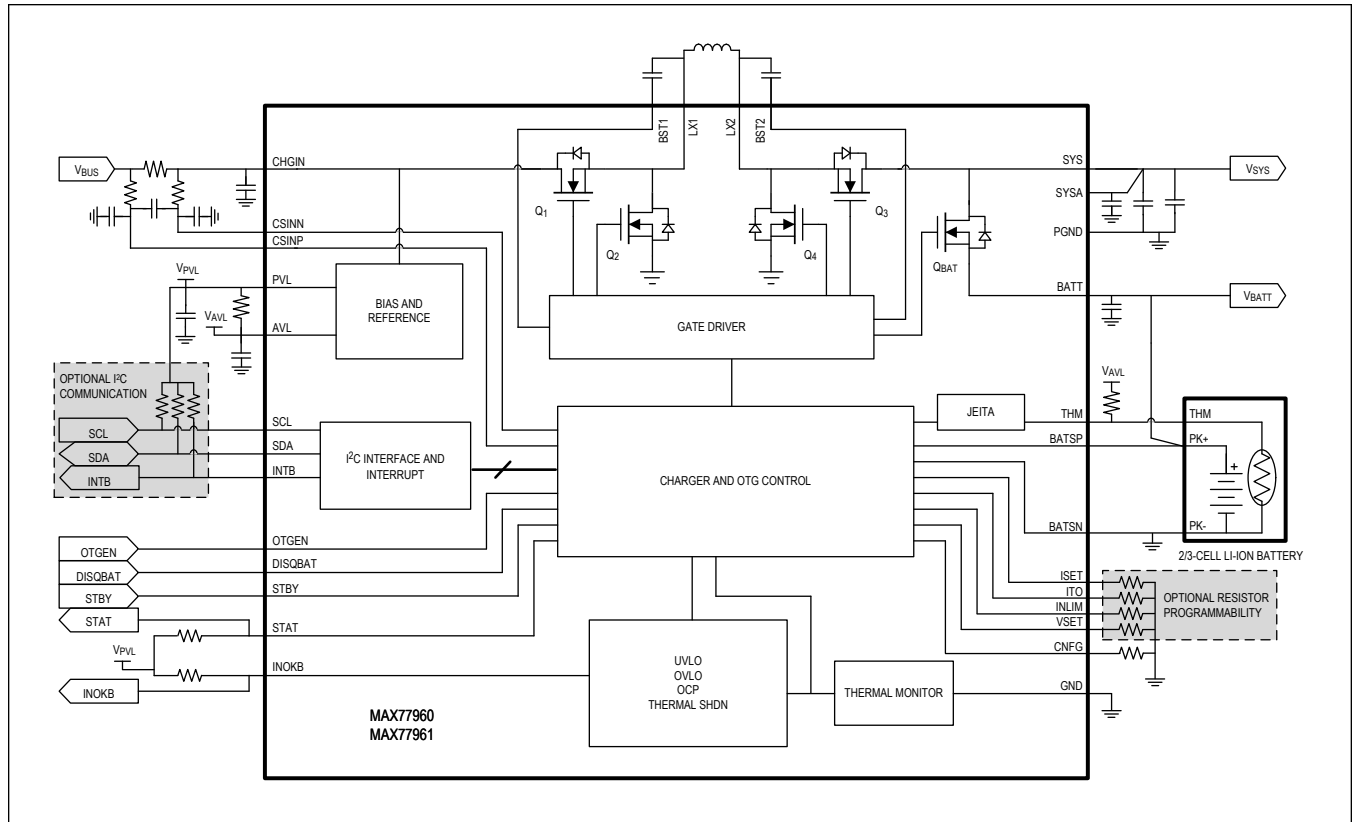 BST1
LX1
LX2
BST2
VBUS
CHGIN
SYS
VSYS
SYSA
Q1
Q3
CSINN
CSINP
PGND
Q2
Q4
QBAT
VPVL
PVL
BATT
VBATT
BIAS AND
REFERENCE
GATE DRIVER
VAVL
AVL
OPTIONAL I²C
COMMUNICATION
VAVL
JEITA
THM
THM
SCL
SCL
BATSP
PK+
SDA
SDA
I²C INTERFACE AND
INTERRUPT
CHARGER AND OTG CONTROL
+
INTB
INTB
BATSN
PK-
OTGEN
OTGEN
2/3-CELL LI-ION BATTERY
DISQBAT
DISQBAT
ISET
STBY
STBY
ITO
OPTIONAL RESISTOR
PROGRAMMABILITY
INLIM
STAT
STAT
VSET
VPVL
CNFG
UVLO
OVLO
OCP
THERMAL SHDN
THERMAL MONITOR
GND
INOKB
INOKB
MAX77960
MAX77961